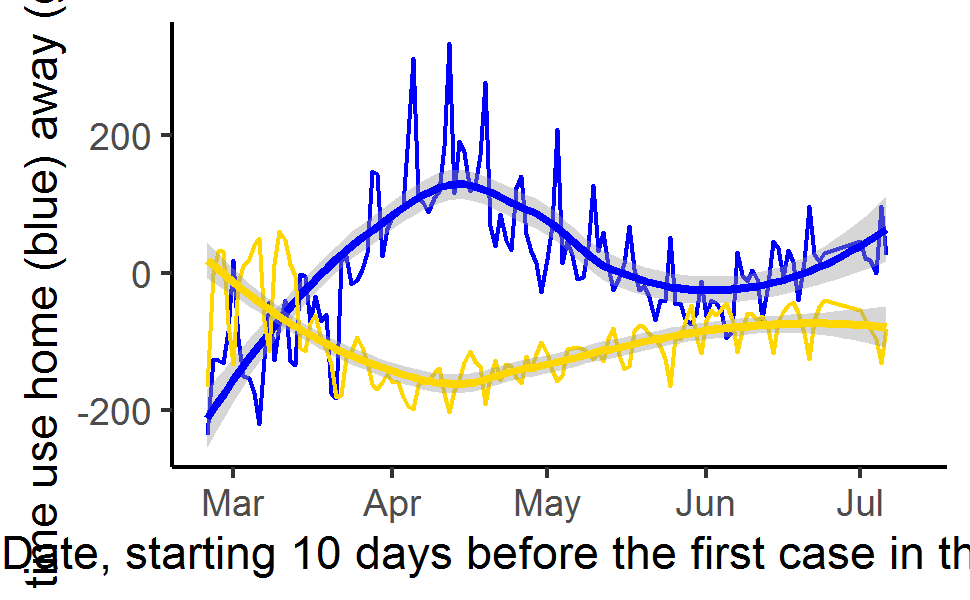 time use home (blue) away (
200
0
-200
Mar Apr May Jun Jul
Date, starting 10 days before the first case in th